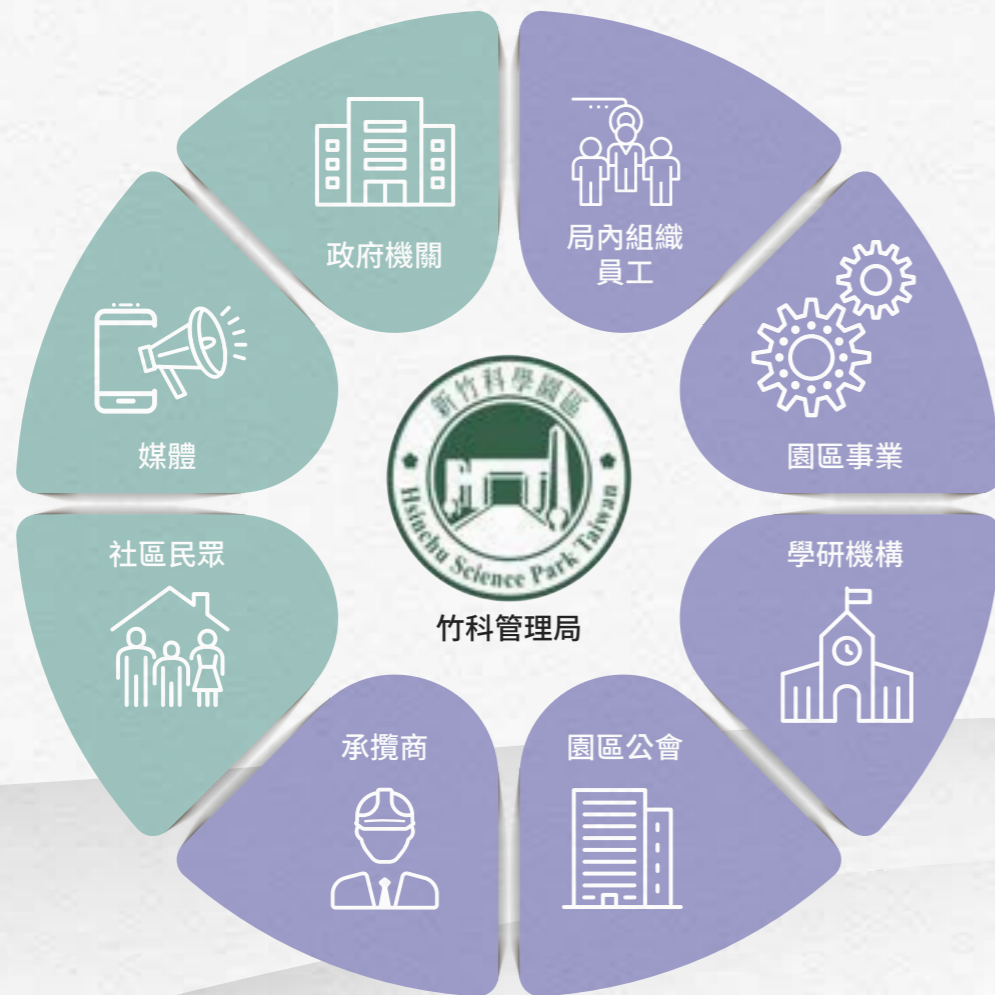 政府機關
局內組織
員工
媒體
園區事業
新竹科學園區
Hsinchu Science Park Taiwan
竹科管理局
社區民眾
學研機構
承攬商
園區公會